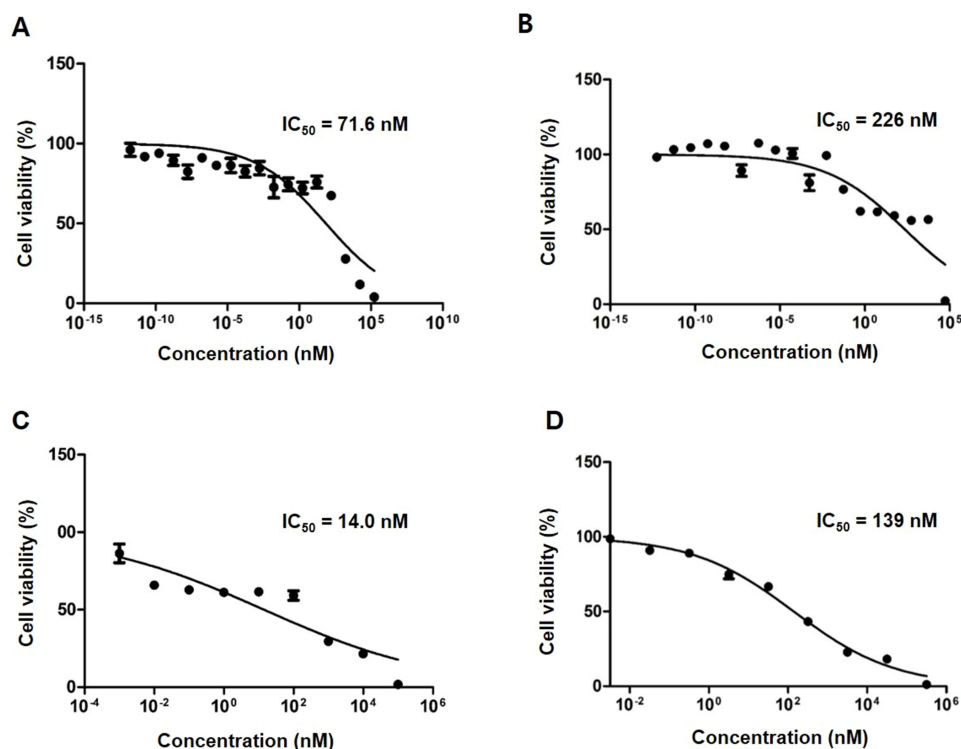 A
150
IC₅₀ = 71.6 nM
100
50
0
Cell viability (%)
10⁻¹⁵ 10⁻¹⁰ 10⁻⁵ 10⁰ 10⁵ 10¹⁰
Concentration (nM)
B
150
IC₅₀ = 226 nM
100
50
0
Cell viability (%)
10⁻¹⁵ 10⁻¹⁰ 10⁻⁵ 10⁰ 10⁵
Concentration (nM)
C
150
IC₅₀ = 14.0 nM
00
50
0
Cell viability (%)
10⁻⁴ 10⁻² 10⁰ 10² 10⁴ 10⁶
Concentration (nM)
D
150
IC₅₀ = 139 nM
100
50
0
Cell viability (%)
10⁻² 10⁰ 10² 10⁴ 10⁶
Concentration (nM)